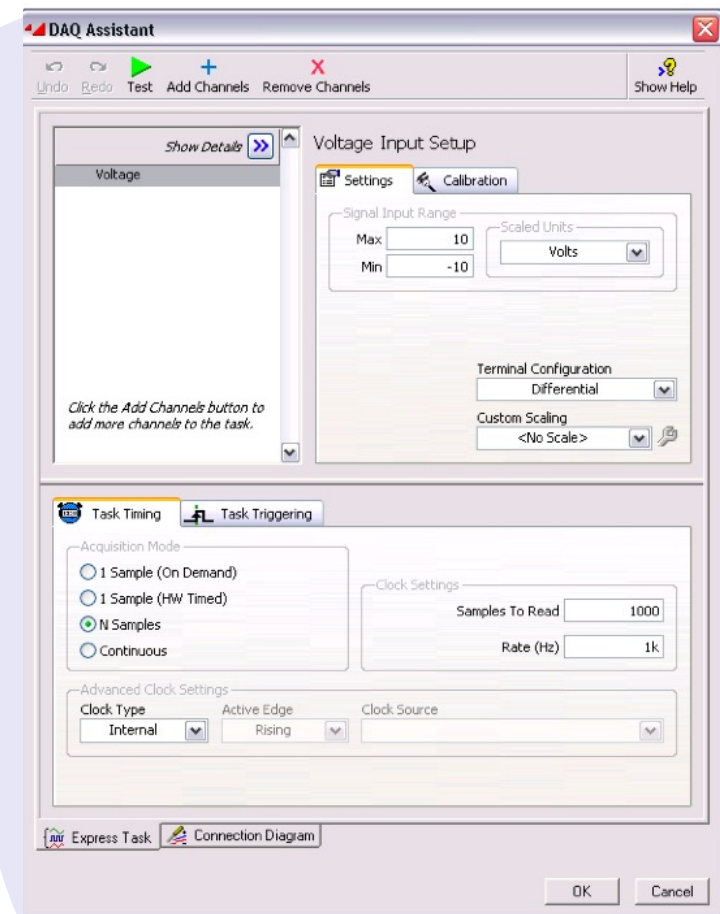 DAQ Assistant
Undo Redo Test Add Channels Remove Channels Show Help
Show Details
Voltage
Click the Add Channels button to
add more channels to the task.
Voltage Input Setup
Settings Calibration
Signal Input Range
Max 10
Min -10
Scaled Units
Volts
Terminal Configuration
Differential
Custom Scaling
<No Scale>
Task Timing Task Triggering
Acquisition Mode
1 Sample (On Demand)
1 Sample (HW Timed)
N Samples
Continuous
Clock Settings
Samples To Read 1000
Rate (Hz) 1k
Advanced Clock Settings
Clock Type Active Edge Clock Source
Internal Rising
Express Task Connection Diagram
OK Cancel